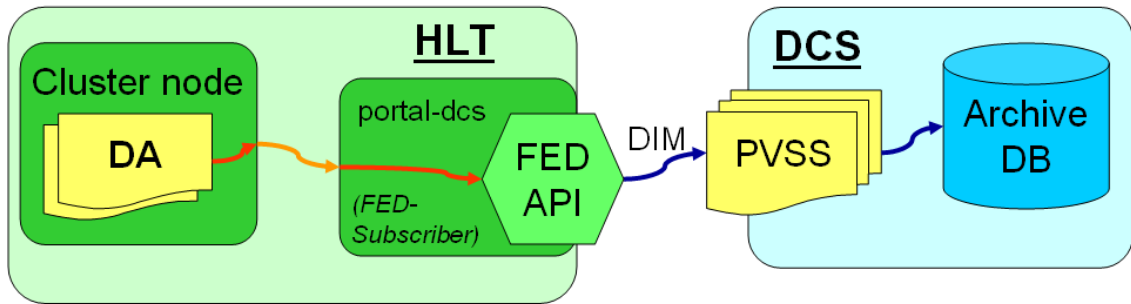 HLT
Cluster node
DA
portal-dcs
(FED-
Subscriber)
FED
API
DIM
DCS
PVSS
Archive
DB